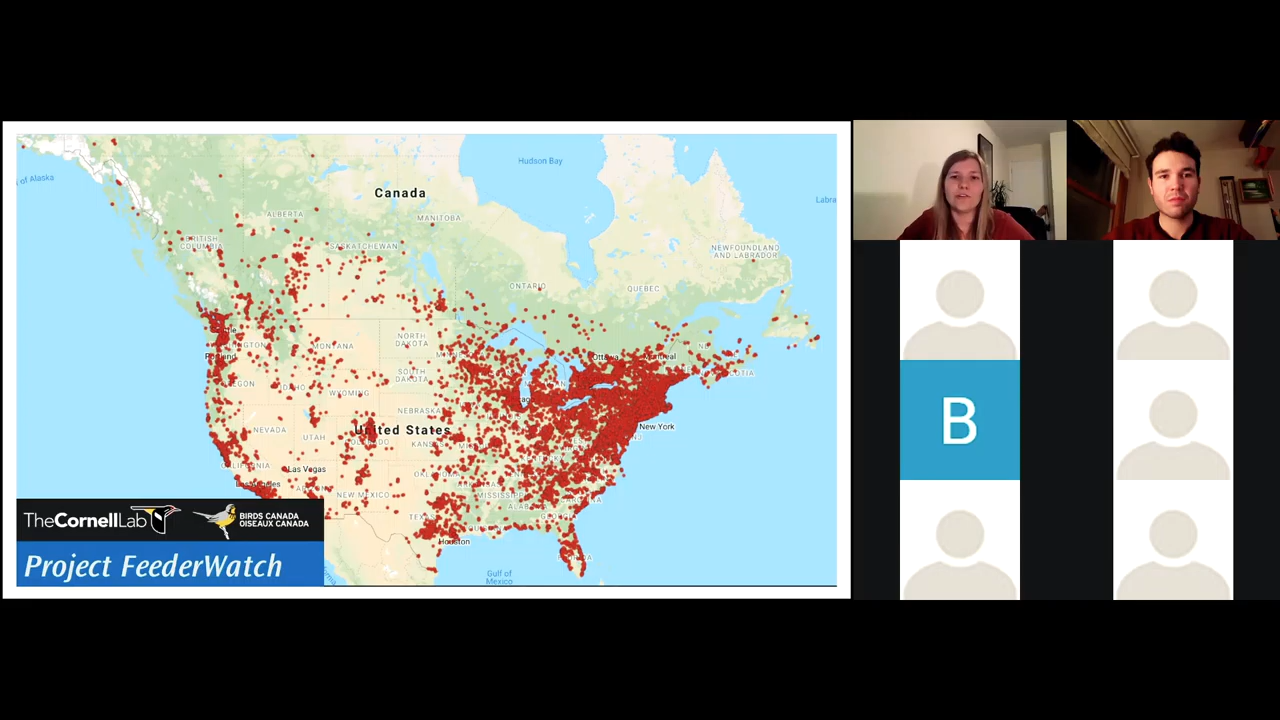 Hudson Bay
of Alaska
Canada
Labra
ALBERTA
MANITOBA
BRITISH
COLUMBIA
SASKATCHEWAN
NEWFOUNDLAND
AND LABRADOR
ONTARIO
QUEBEC
NORTH
DAKOTA
MONTANA
Ottawa
Montreal
Portland
SOUTH
DAKOTA
WYOMING
NEBRASKA
New York
United States
NEVADA
UTAH
Las Vegas
NEW MEXICO
MISSISSIPPI
Houston
Gulf of
Mexico
TheCornellLab
BIRDS CANADA
OISEAUX CANADA
Project FeederWatch
B